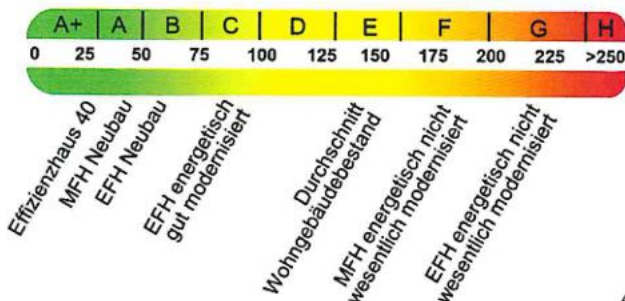 A+ A B C D E F G H
0 25 50 75 100 125 150 175 200 225 >250
Effizienzhaus 40
MFH Neubau
EFH Neubau
EFH energetisch
gut modernisiert
Durchschnitt
Wohngebäudebestand
MFH energetisch nicht
wesentlich modernisiert
EFH energetisch nicht
wesentlich modernisiert